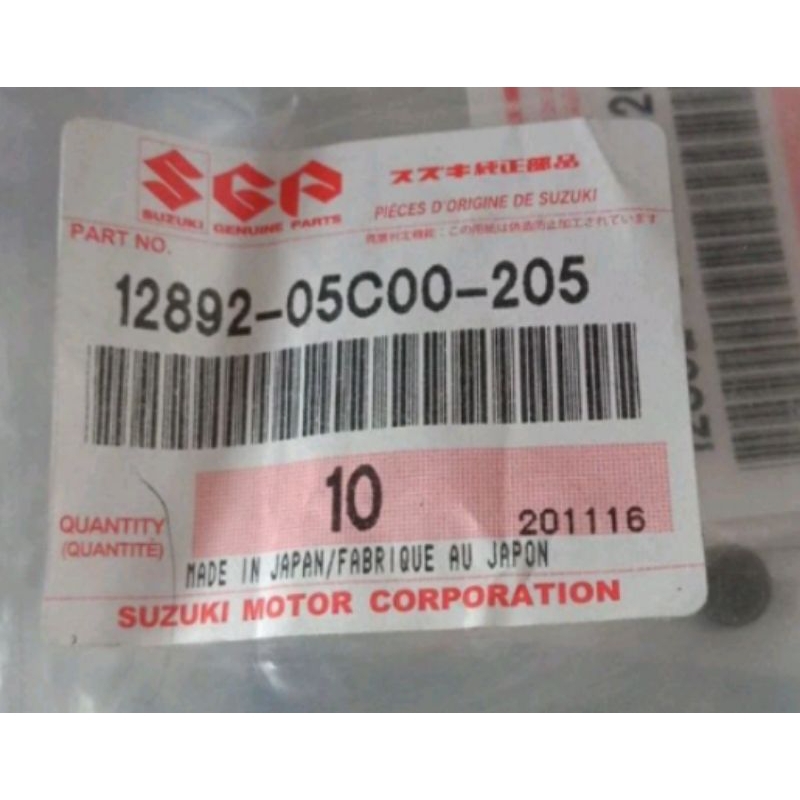 SGP
SUZUKI GENUINE PARTS
スズキ純正部品
PIÈCES D'ORIGINE DE SUZUKI
PART NO.
12892-05C00-205
10
QUANTITY
(QUANTITÉ)
201116
MADE IN JAPAN/FABRIQUE AU JAPON
SUZUKI MOTOR CORPORATION